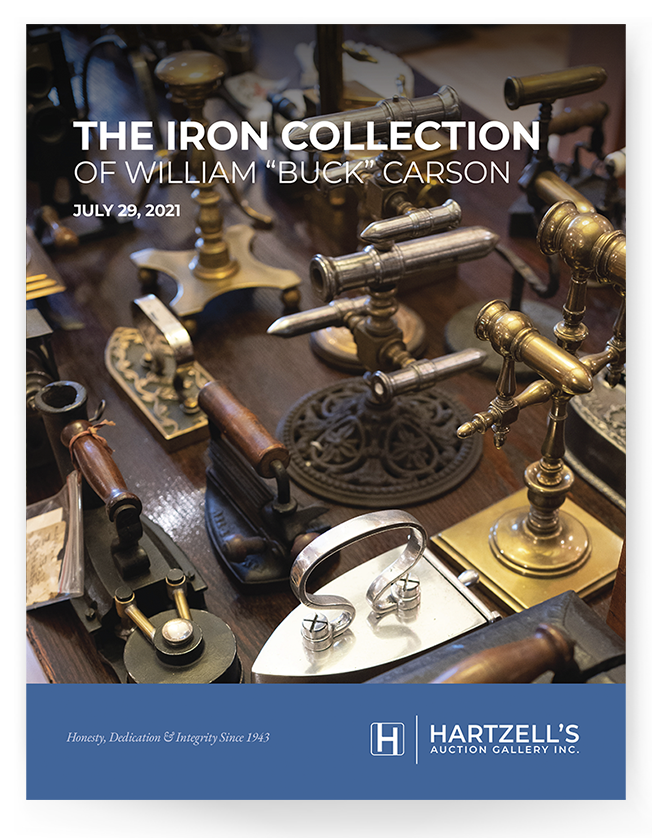 THE IRON COLLECTION
OF WILLIAM “BUCK” CARSON
JULY 29, 2021
Honesty, Dedication & Integrity Since 1943
H
HARTZELL’S
AUCTION GALLERY INC.